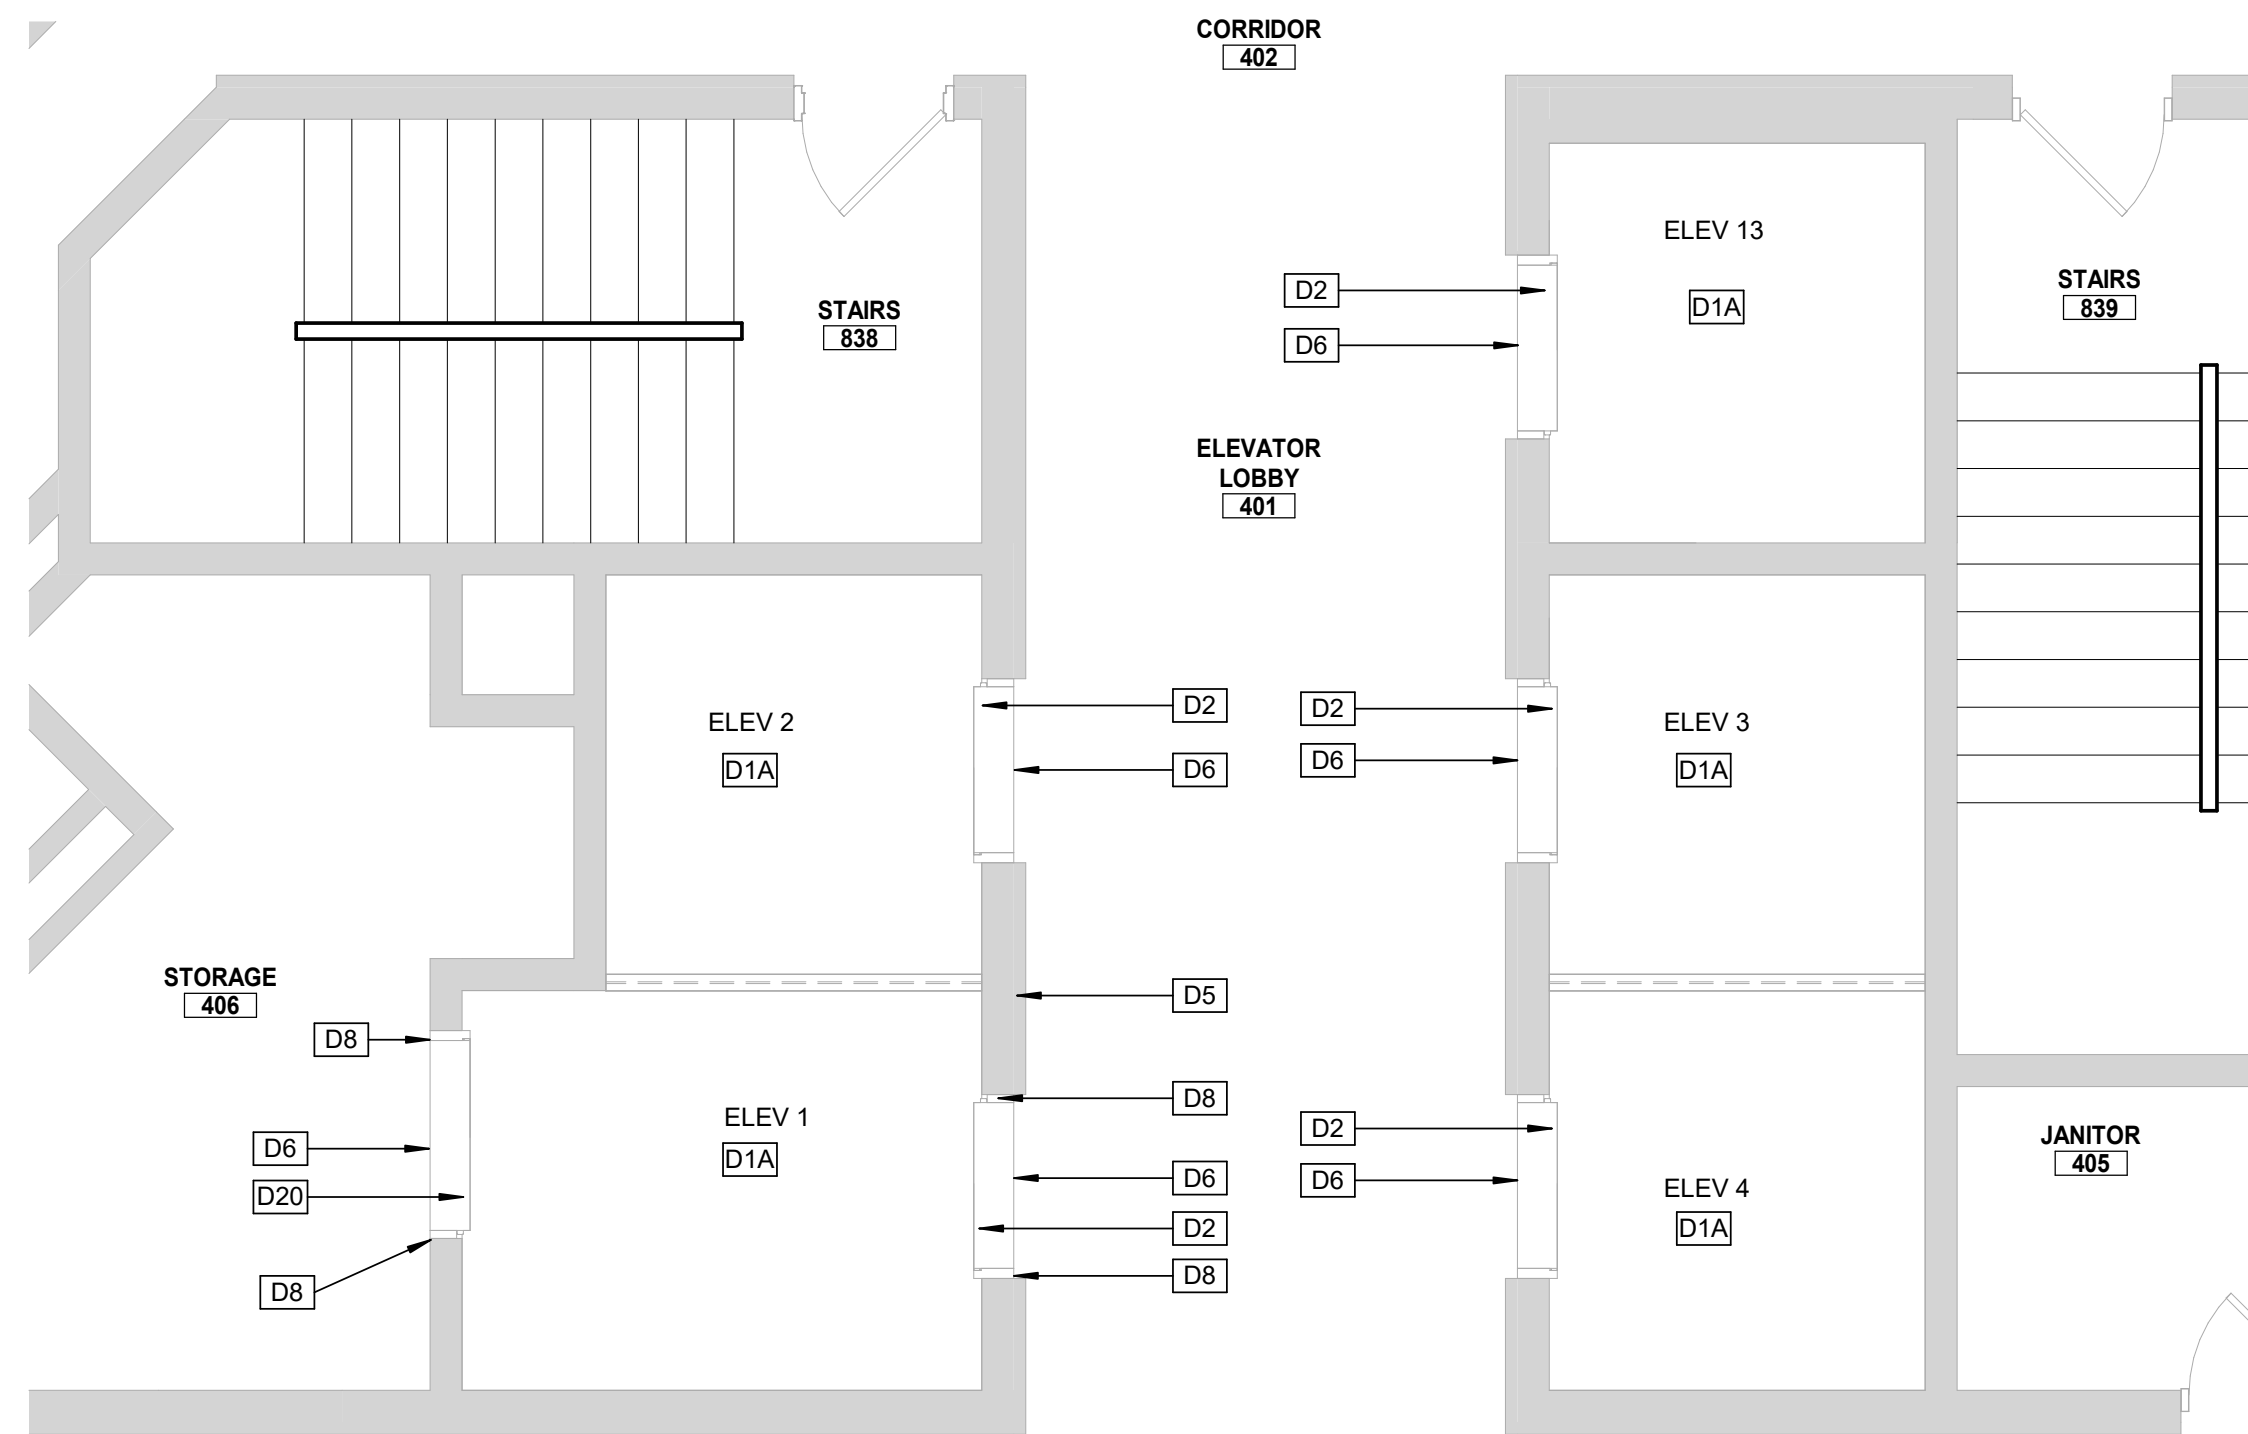 CORRIDOR
402
ELEV 13
D2
D1A
STAIRS
839
STAIRS
838
D6
ELEVATOR
LOBBY
401
ELEV 2
D2
D2
ELEV 3
D1A
D6
D6
D1A
STORAGE
406
D5
D8
D8
ELEV 1
D2
JANITOR
405
D6
D1A
D6
D6
ELEV 4
D20
D2
D1A
D8
D8